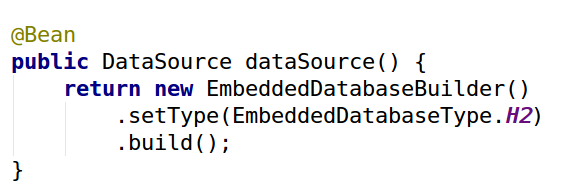 @Bean
public DataSource dataSource() {
    return new EmbeddedDatabaseBuilder()
        .setType(EmbeddedDatabaseType.H2)
        .build();
}